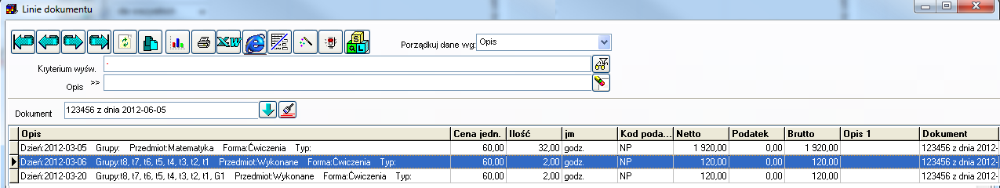 Linie dokumentu
X:W
S
Q L
Porządkuj dane wg: Opis
Kryterium wyśw. -
Opis >>
Dokument 123456 z dnia 2012-06-05
Opis Cena jedn. Ilość jm Kod poda... Netto Podatek Brutto Opis 1 Dokument
Dzień:2012-03-05 Grupy: Przedmiot:Matematyka Forma:Ćwiczenia Typ: 60,00 32,00 godz. NP 1 920,00 0,00 1 920,00 123456 z dnia 2012-
Dzień:2012-03-06 Grupy:t8, t7, t6, t5, t4, t3, t2, t1 Przedmiot:Wykonane Forma:Ćwiczenia Typ: 60,00 2,00 godz. NP 120,00 0,00 120,00 123456 z dnia 2012-
Dzień:2012-03-20 Grupy:t8, t7, t6, t5, t4, t3, t2, t1, G1 Przedmiot:Wykonane Forma:Ćwiczenia Typ: 60,00 2,00 godz. NP 120,00 0,00 120,00 123456 z dnia 2012-